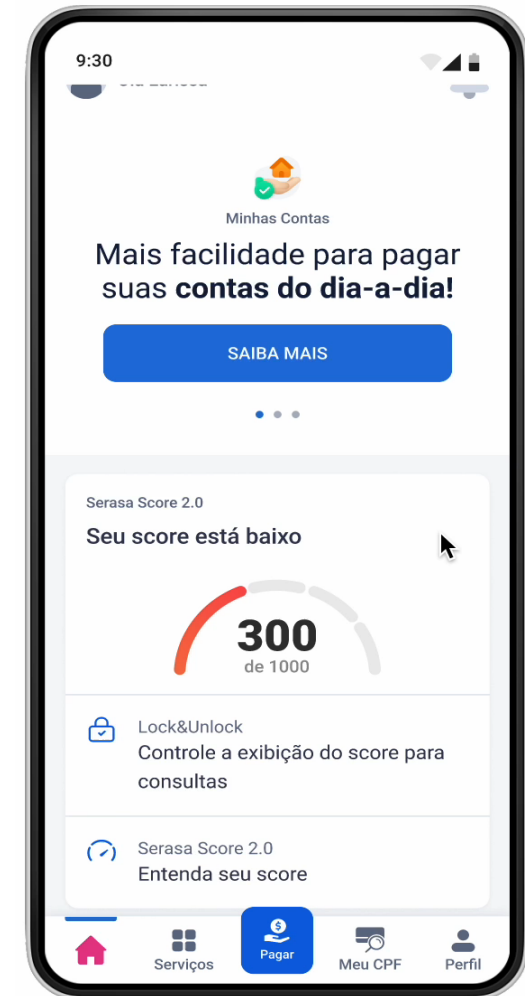 9:30
Minhas Contas
Mais facilidade para pagar
suas contas do dia-a-dia!
SAIBA MAIS
Serasa Score 2.0
Seu score está baixo
300
de 1000
Lock&Unlock
Controle a exibição do score para
consultas
Serasa Score 2.0
Entenda seu score
$
Serviços
Pagar
Meu CPF
Perfil